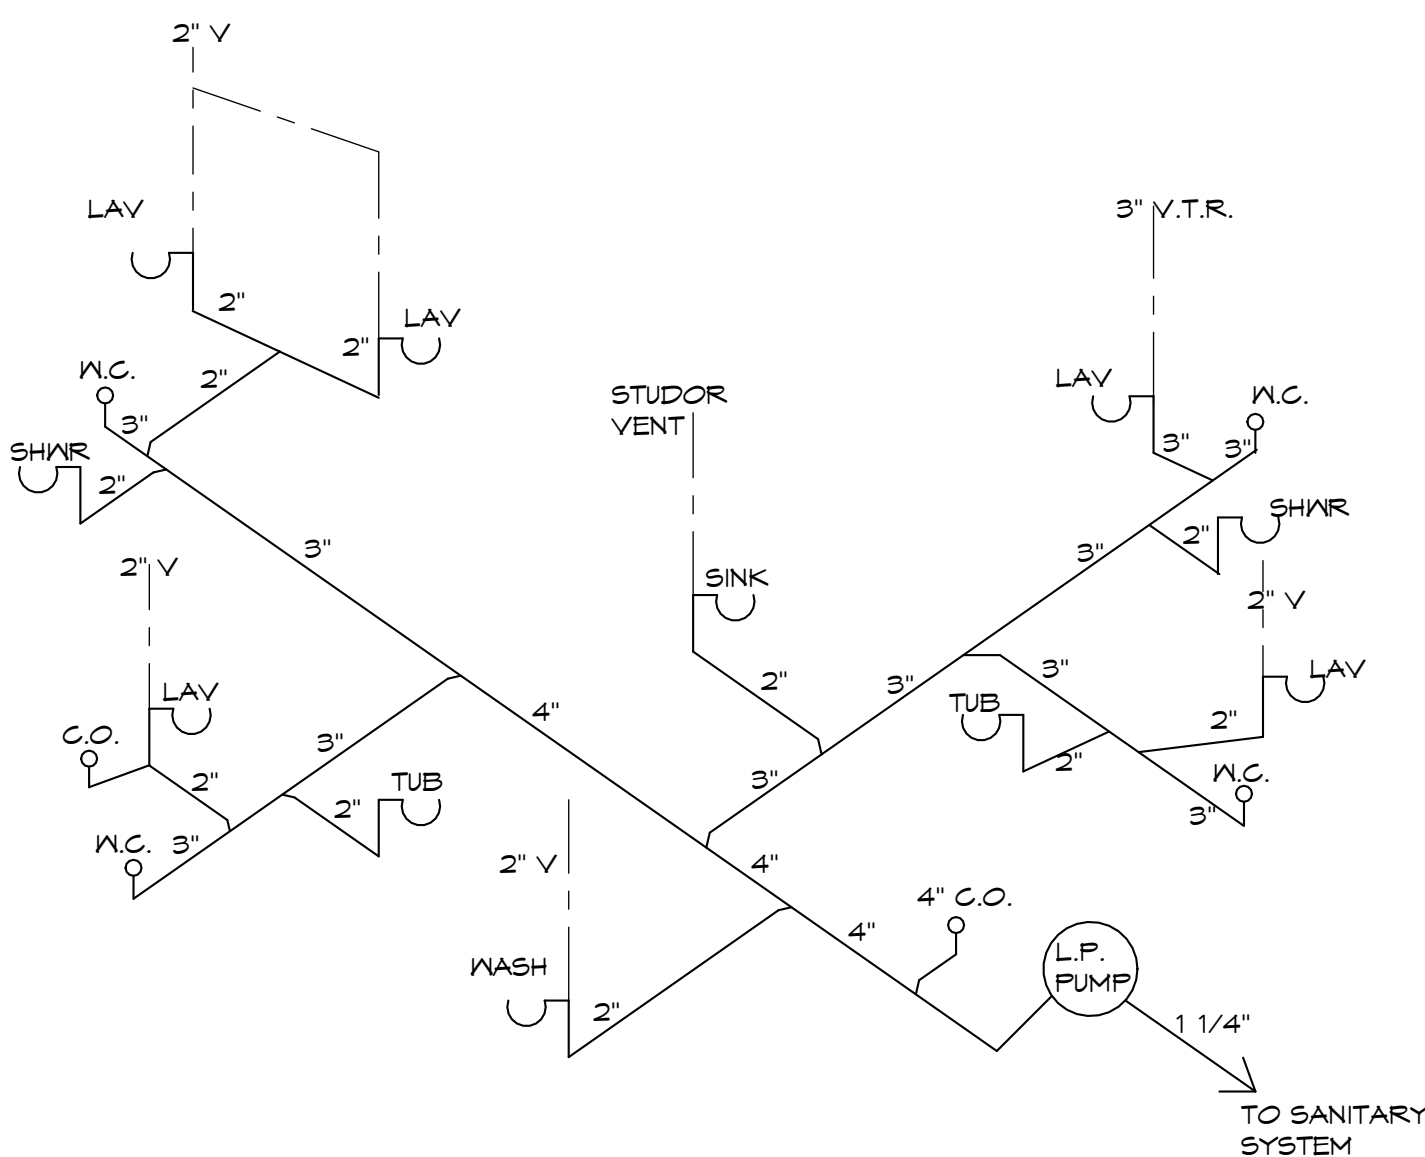 2" V
LAV
3" V.T.R.
2"
LAV
2"
W.C.
2"
LAV
W.C.
STUDOR
VENT
3"
3"
3"
SHWR
2"
SHWR
2"
3"
3"
2" V
SINK
2" V
3"
LAV
2"
3"
LAV
TUB
4"
2"
C.O.
3"
2"
2"
3"
W.C.
TUB
2"
3"
W.C.
3"
2" V
4"
4" C.O.
4"
L.P.
PUMP
WASH
2"
1 1/4"
TO SANITARY
SYSTEM